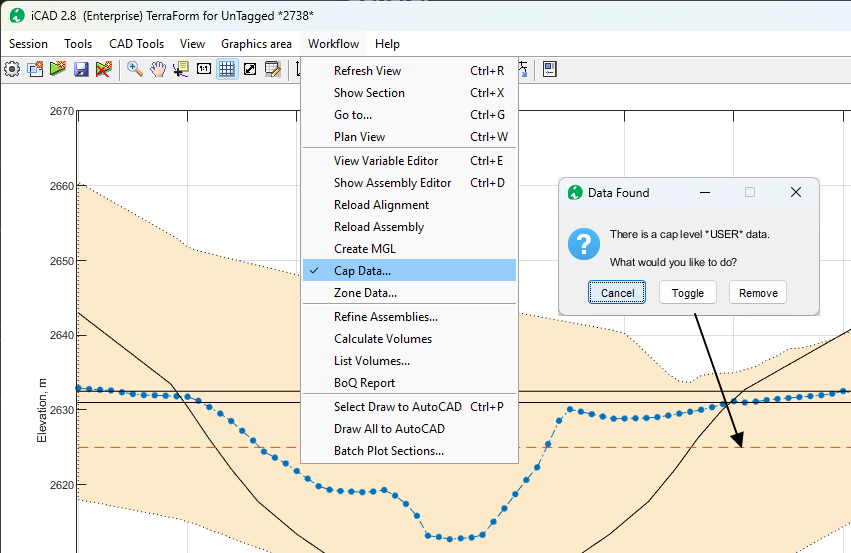 iCAD 2.8 (Enterprise) TerraForm for UnTagged *2738*
Session Tools CAD Tools View Graphics area Workflow Help
1:1
Refresh View Ctrl+R
Show Section Ctrl+X
Go to... Ctrl+G
Plan View Ctrl+W
View Variable Editor Ctrl+E
Show Assembly Editor Ctrl+D
Reload Alignment
Reload Assembly
Create MGL
Cap Data...
Zone Data...
Refine Assemblies...
Calculate Volumes
List Volumes...
BoQ Report
Select Draw to AutoCAD Ctrl+P
Draw All to AutoCAD
Batch Plot Sections...
Data Found
There is a cap level *USER* data.
What would you like to do?
Cancel Toggle Remove
Elevation, m
2670
2660
2650
2640
2630
2620